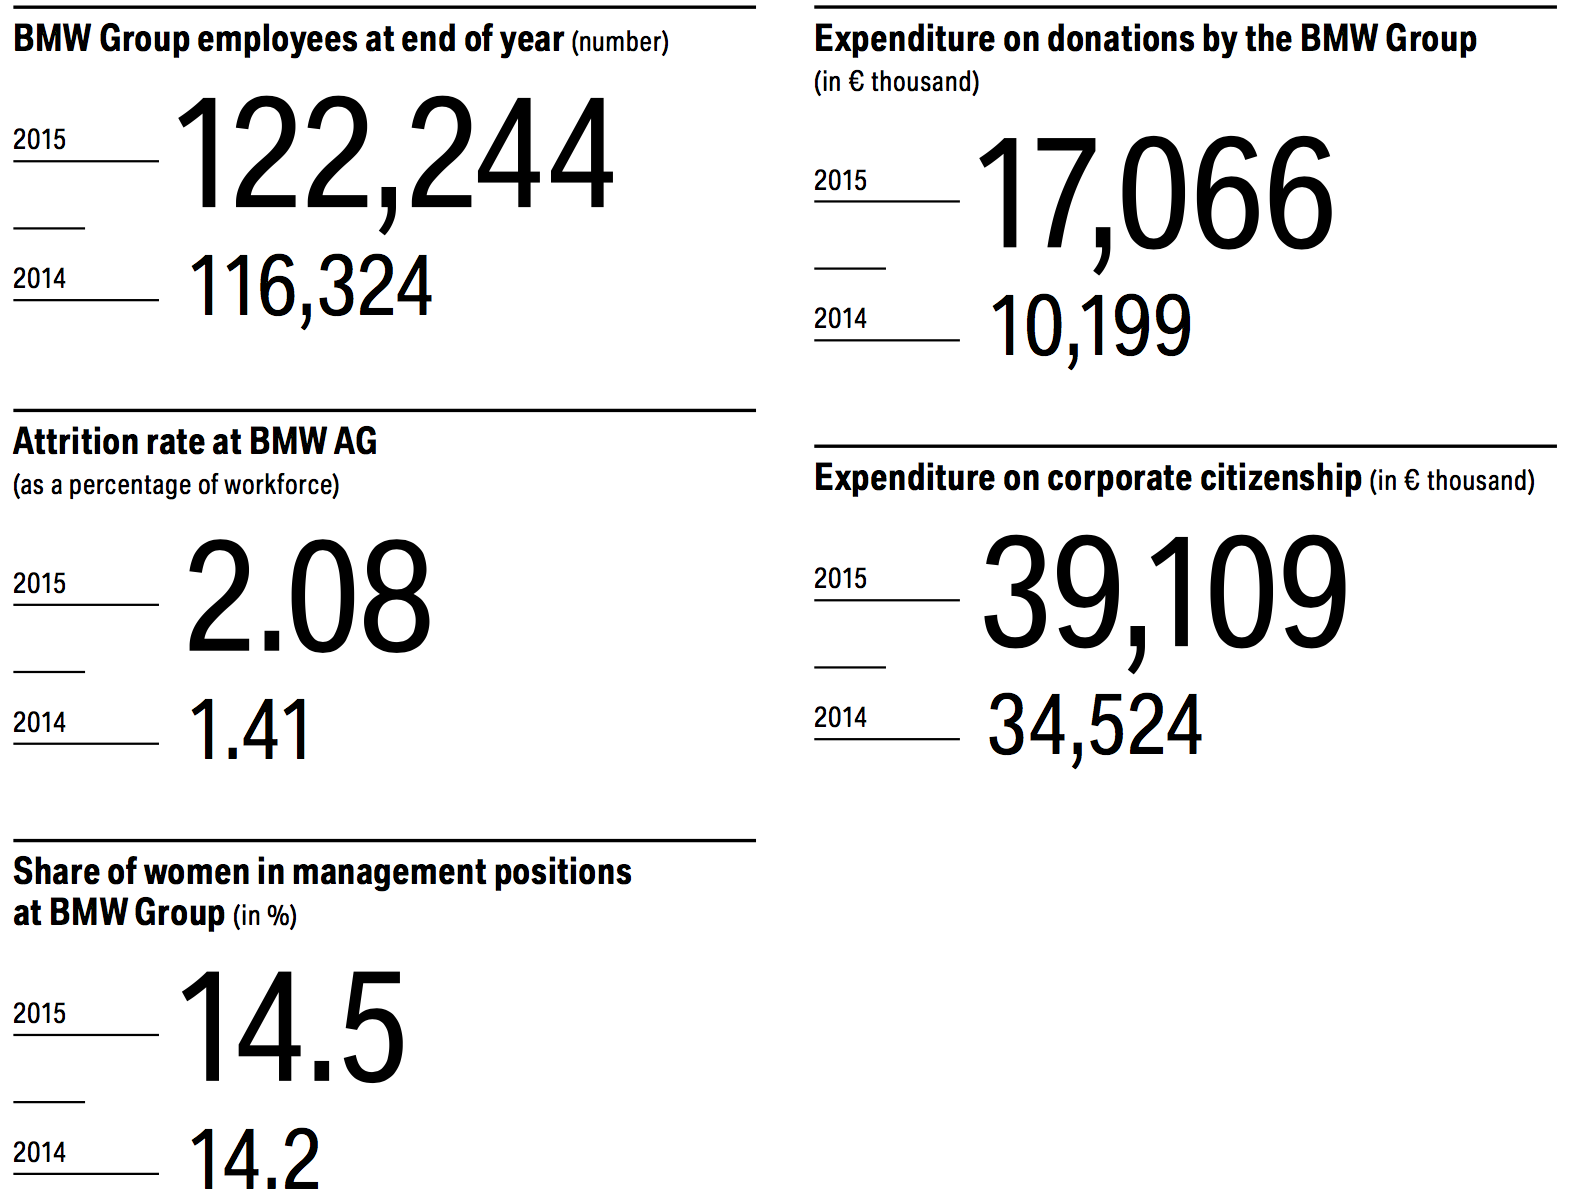 BMW Group employees at end of year (number)
2015 122,244
2014 116,324
Attrition rate at BMW AG
(as a percentage of workforce)
2015 2.08
2014 1.41
Share of women in management positions
at BMW Group (in %)
2015 14.5
2014 14.2
Expenditure on donations by the BMW Group
(in € thousand)
2015 17,066
2014 10,199
Expenditure on corporate citizenship (in € thousand)
2015 39,109
2014 34,524